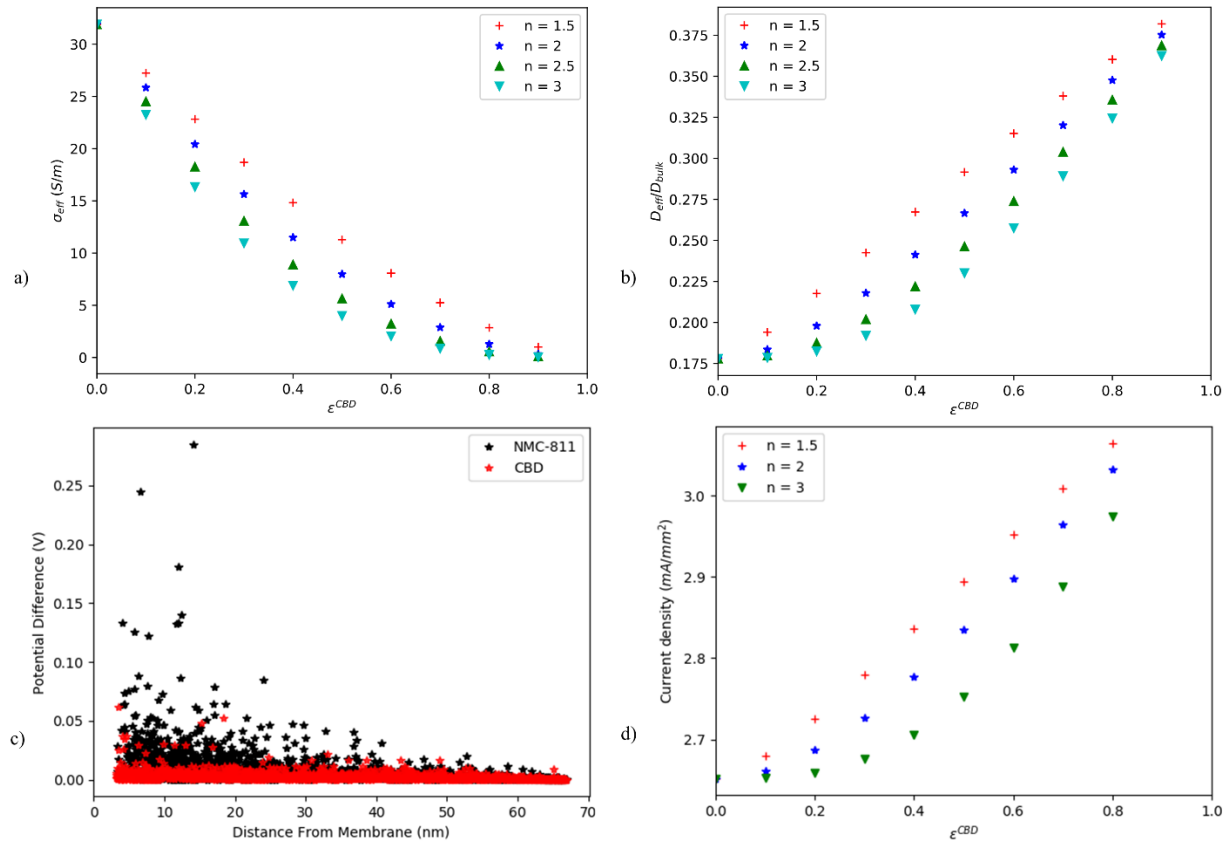 n = 1.5
n = 2
n = 2.5
n = 3
30
25
20
15
10
5
0
σeff (S/m)
0.0 0.2 0.4 0.6 0.8 1.0
εCBD
a)
n = 1.5
n = 2
n = 2.5
n = 3
0.375
0.350
0.325
0.300
0.275
0.250
0.225
0.200
0.175
Deff/Dbulk
0.0 0.2 0.4 0.6 0.8 1.0
εCBD
b)
NMC-811
CBD
0.25
0.20
0.15
0.10
0.05
0.00
Potential Difference (V)
0 10 20 30 40 50 60 70
Distance From Membrane (nm)
c)
n = 1.5
n = 2
n = 3
3.0
2.9
2.8
2.7
Current density (mA/mm²)
0.0 0.2 0.4 0.6 0.8 1.0
εCBD
d)